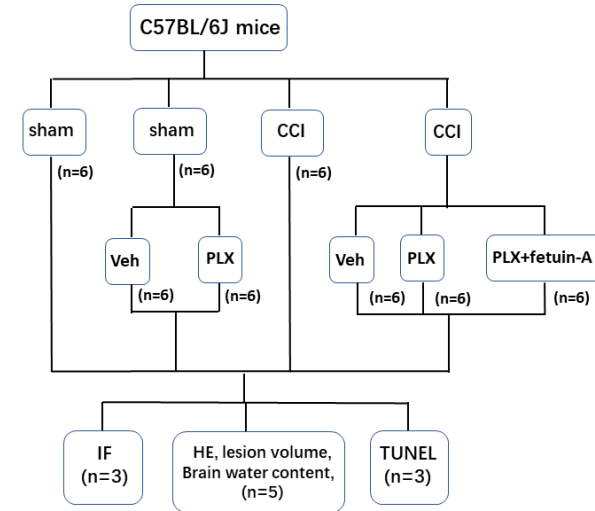 C57BL/6J mice
sham
sham
CCI
CCI
(n=6)
(n=6)
(n=6)
Veh
PLX
Veh
PLX
PLX+fetuin-A
(n=6)
(n=6)
(n=6)
(n=6)
(n=6)
IF
(n=3)
HE, lesion volume,
Brain water content,
(n=5)
TUNEL
(n=3)